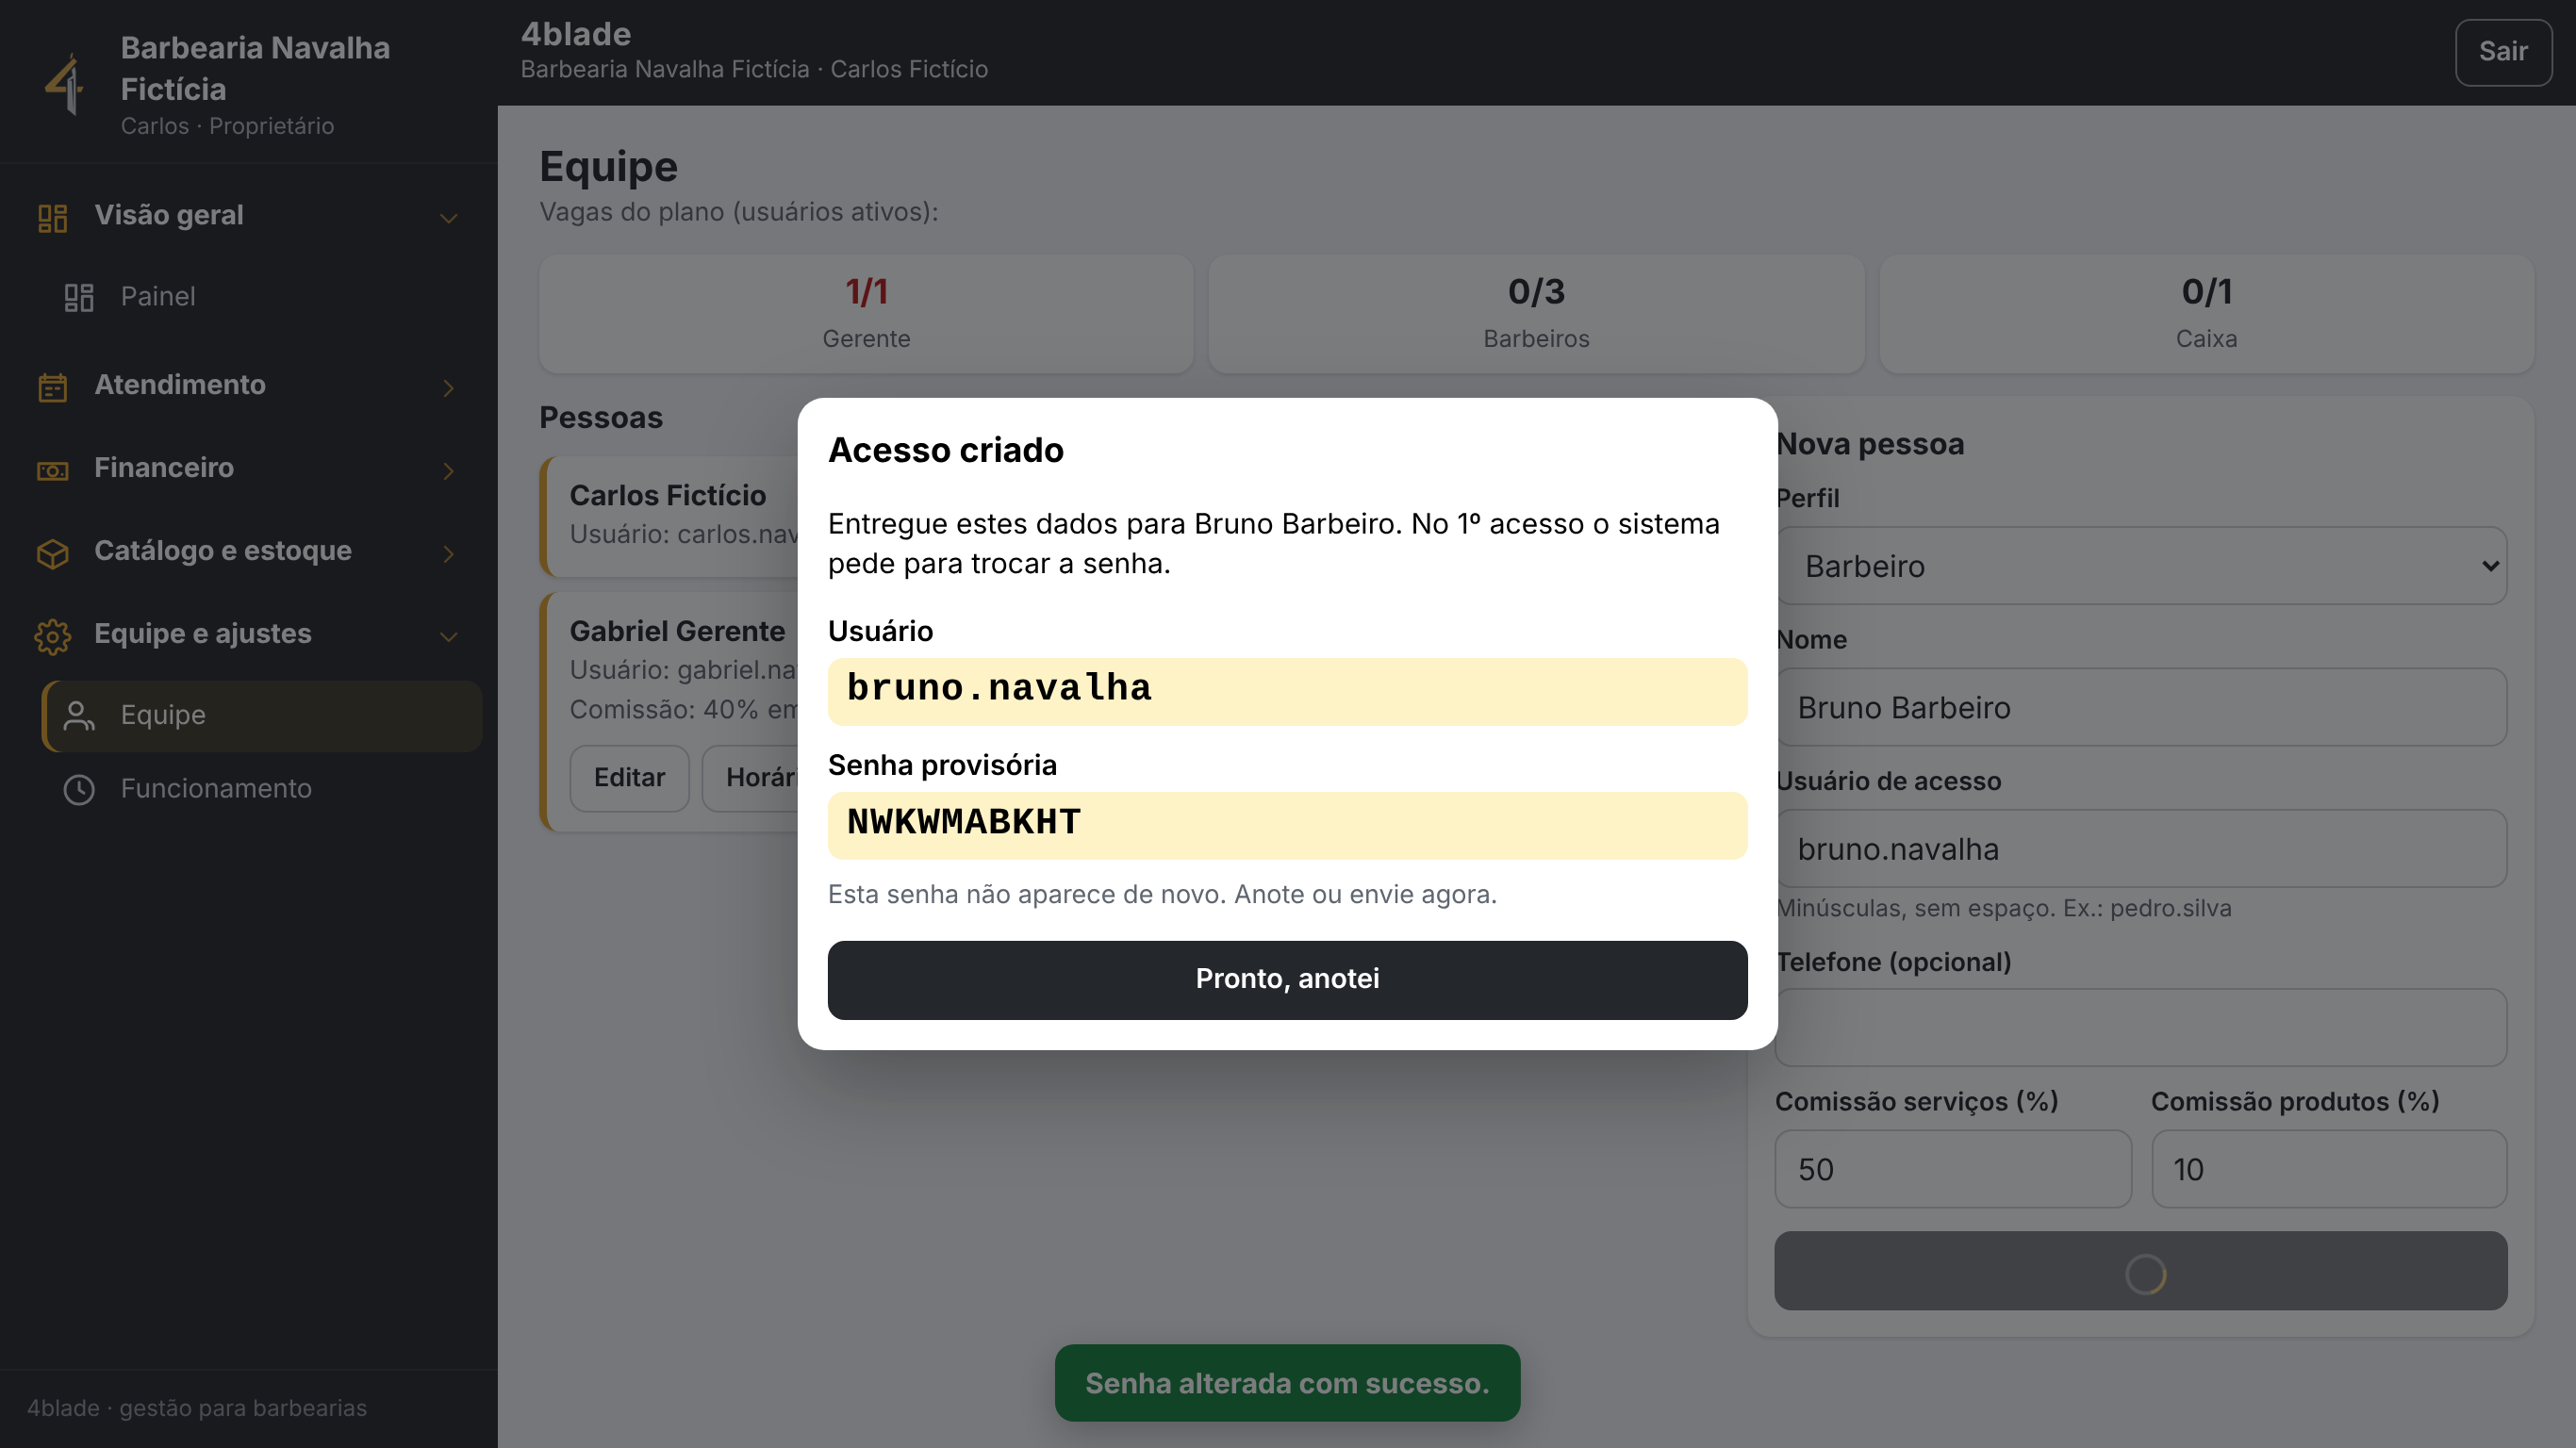 Barbearia Navalha
Fictícia
Carlos · Proprietário
Visão geral
Painel
Atendimento
Financeiro
Catálogo e estoque
Equipe e ajustes
Equipe
Funcionamento
4blade · gestão para barbearias
4blade
Barbearia Navalha Fictícia · Carlos Fictício
Sair
Equipe
Vagas do plano (usuários ativos):
1/1
Gerente
0/3
Barbeiros
0/1
Caixa
Pessoas
Carlos Fictício
Usuário: carlos.nav
Gabriel Gerente
Usuário: gabriel.na
Comissão: 40% em
Editar
Horári
Acesso criado
Entregue estes dados para Bruno Barbeiro. No 1º acesso o sistema
pede para trocar a senha.
Usuário
bruno.navalha
Senha provisória
NWKWMABKHT
Esta senha não aparece de novo. Anote ou envie agora.
Pronto, anotei
Nova pessoa
Perfil
Barbeiro
Nome
Bruno Barbeiro
Usuário de acesso
bruno.navalha
Minúsculas, sem espaço. Ex.: pedro.silva
Telefone (opcional)
Comissão serviços (%)
Comissão produtos (%)
50
10
Senha alterada com sucesso.